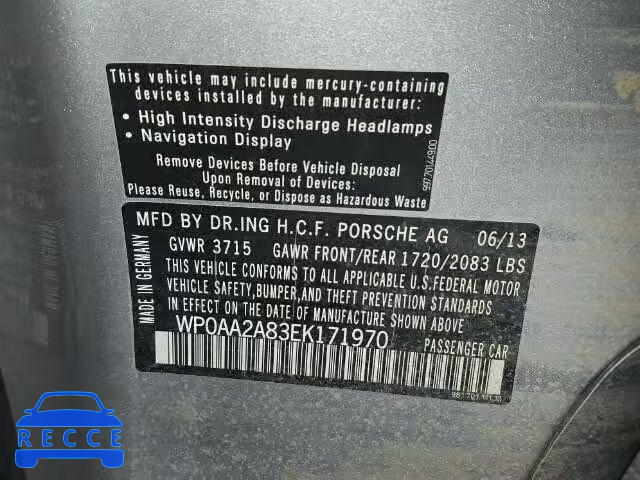 This vehicle may include mercury-containing
devices installed by the manufacturer:
• High Intensity Discharge Headlamps
• Navigation Display
Remove Devices Before Vehicle Disposal
Upon Removal of Devices:
Please Reuse, Recycle, or Dispose as Hazardous Waste
99770144900
MADE IN GERMANY
MFD BY DR.ING H.C.F. PORSCHE AG 06/13
GVWR 3715 GAWR FRONT/REAR 1720/2083 LBS
THIS VEHICLE CONFORMS TO ALL APPLICABLE U.S.FEDERAL MOTOR
VEHICLE SAFETY,BUMPER,AND THEFT PREVENTION STANDARDS
IN EFFECT ON THE DATE OF MANUFACTURE SHOWN ABOVE.
WP0AA2A83EK171970
PASSENGER CAR
RECCE